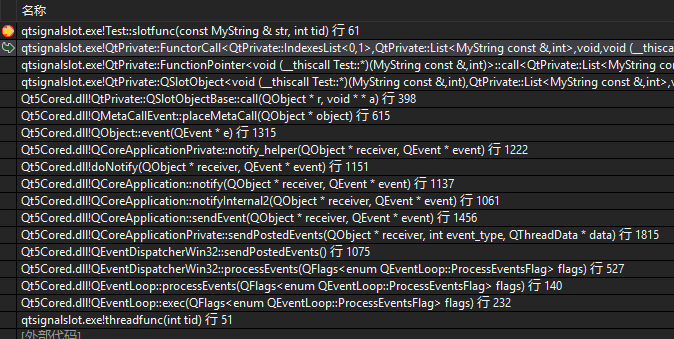 名称
qtsignalslot.exe!Test::slotfunc(const MyString & str, int tid) 行 61
qtsignalslot.exe!QtPrivate::FunctorCall<QtPrivate::IndexesList<0,1>,QtPrivate::List<MyString const &,int>,void,void (__thiscall
qtsignalslot.exe!QtPrivate::FunctionPointer<void (__thiscall Test::*)(MyString const &,int)>::call<QtPrivate::List<MyString cons
qtsignalslot.exe!QtPrivate::QSlotObject<void (__thiscall Test::*)(MyString const &,int),QtPrivate::List<MyString const &,int>,v
Qt5Cored.dll!QtPrivate::QSlotObjectBase::call(QObject * r, void * * a) 行 398
Qt5Cored.dll!QMetaCallEvent::placeMetaCall(QObject * object) 行 615
Qt5Cored.dll!QObject::event(QEvent * e) 行 1315
Qt5Cored.dll!QCoreApplicationPrivate::notify_helper(QObject * receiver, QEvent * event) 行 1222
Qt5Cored.dll!doNotify(QObject * receiver, QEvent * event) 行 1151
Qt5Cored.dll!QCoreApplication::notify(QObject * receiver, QEvent * event) 行 1137
Qt5Cored.dll!QCoreApplication::notifyInternal2(QObject * receiver, QEvent * event) 行 1061
Qt5Cored.dll!QCoreApplication::sendEvent(QObject * receiver, QEvent * event) 行 1456
Qt5Cored.dll!QCoreApplicationPrivate::sendPostedEvents(QObject * receiver, int event_type, QThreadData * data) 行 1815
Qt5Cored.dll!QEventDispatcherWin32::sendPostedEvents() 行 1075
Qt5Cored.dll!QEventDispatcherWin32::processEvents(QFlags<enum QEventLoop::ProcessEventsFlag> flags) 行 527
Qt5Cored.dll!QEventLoop::processEvents(QFlags<enum QEventLoop::ProcessEventsFlag> flags) 行 140
Qt5Cored.dll!QEventLoop::exec(QFlags<enum QEventLoop::ProcessEventsFlag> flags) 行 232
qtsignalslot.exe!threadfunc(int tid) 行 51
[外部代码]